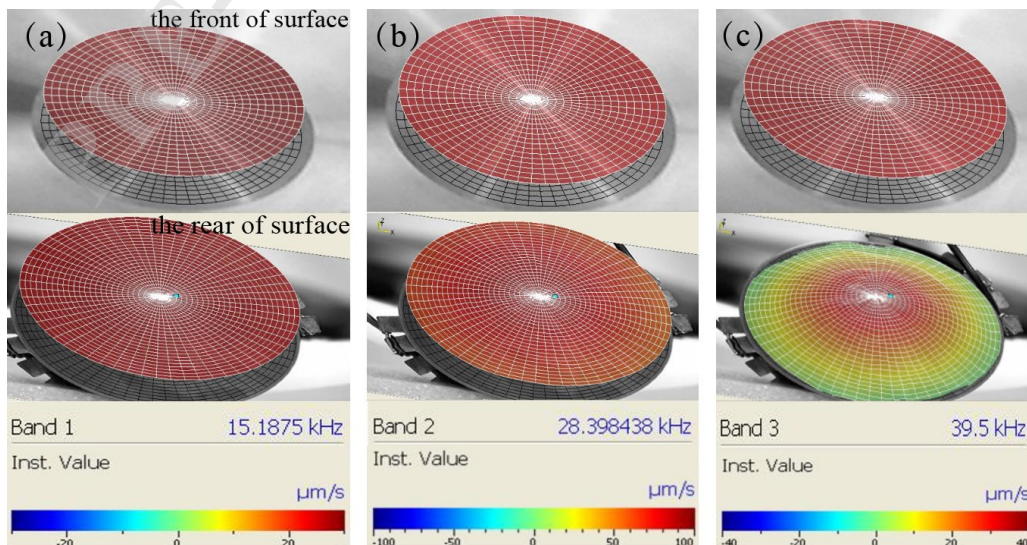 (a)
the front of surface
(b)
(c)
the rear of surface
z
x
z
x
Band 1 15.1875 kHz
Inst. Value
µm/s
-20 0 20
Band 2 28.398438 kHz
Inst. Value
µm/s
-100 -50 0 50 100
Band 3 39.5 kHz
Inst. Value
µm/s
-40 -20 0 20 40